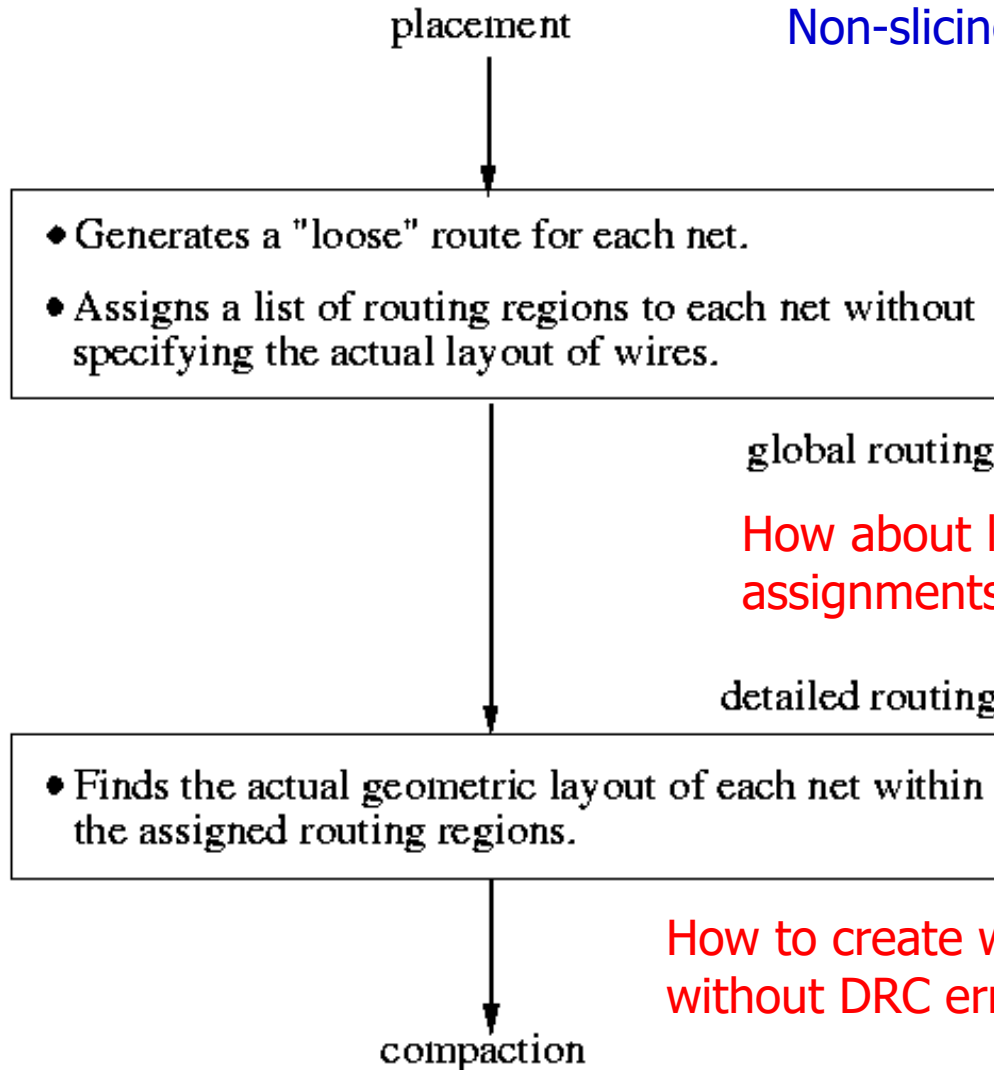 placement
Non-slicing
• Generates a "loose" route for each net.
• Assigns a list of routing regions to each net without
specifying the actual layout of wires.
global routing
How about
assignments
detailed routing
• Finds the actual geometric layout of each net within
the assigned routing regions.
How to create
without DRC
compaction